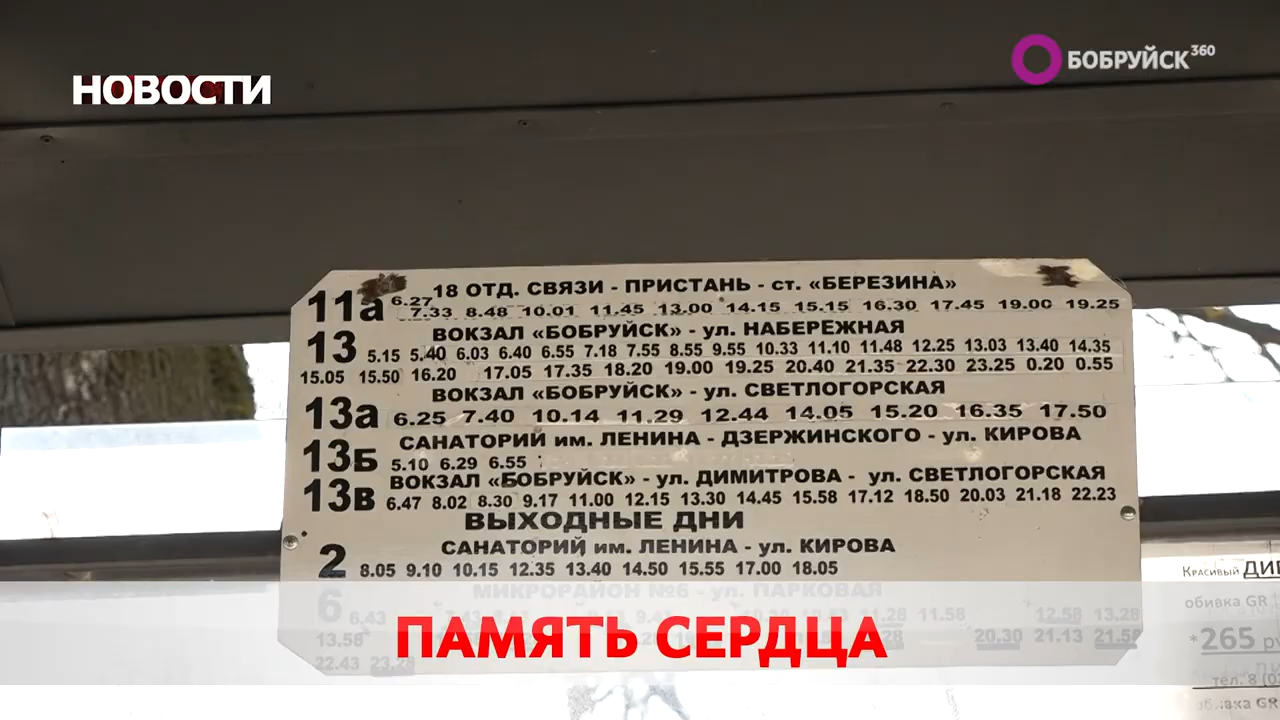 НОВОСТИ
БОБРУЙСК 360
11а 18 ОТД. СВЯЗИ - ПРИСТАНЬ - ст. «БЕРЕЗИНА»
6.27 7.33 8.48 10.01 11.45 13.00 14.15 15.15 16.30 17.45 19.00 19.25
13 ВОКЗАЛ «БОБРУЙСК» - ул. НАБЕРЕЖНАЯ
5.15 5.40 6.03 6.40 6.55 7.18 7.55 8.55 9.55 10.33 11.10 11.48 12.25 13.03 13.40 14.35
15.05 15.50 16.20 17.05 17.35 18.20 19.00 19.25 20.40 21.35 22.30 23.25 0.20 0.55
13а ВОКЗАЛ «БОБРУЙСК» - ул. СВЕТЛОГОРСКАЯ
6.25 7.40 10.14 11.29 12.44 14.05 15.20 16.35 17.50
13Б САНАТОРИЙ им. ЛЕНИНА - ДЗЕРЖИНСКОГО - ул. КИРОВА
5.10 6.29 6.55
13в ВОКЗАЛ «БОБРУЙСК» - ул. ДИМИТРОВА - ул. СВЕТЛОГОРСКАЯ
6.47 8.02 8.30 9.17 11.00 12.15 13.30 14.45 15.58 17.12 18.50 20.03 21.18 22.23
ВЫХОДНЫЕ ДНИ
2 САНАТОРИЙ им. ЛЕНИНА - ул. КИРОВА
8.05 9.10 10.15 12.35 13.40 14.50 15.55 17.00 18.05
6 МИКРОРАЙОН №6 - ул. ПАРКОВАЯ
6.43 11.28 11.58 12.58 13.28
13.58 20.30 21.13
22.43
ПАМЯТЬ СЕРДЦА
Красивый
обивка GR
*265
тел. 8